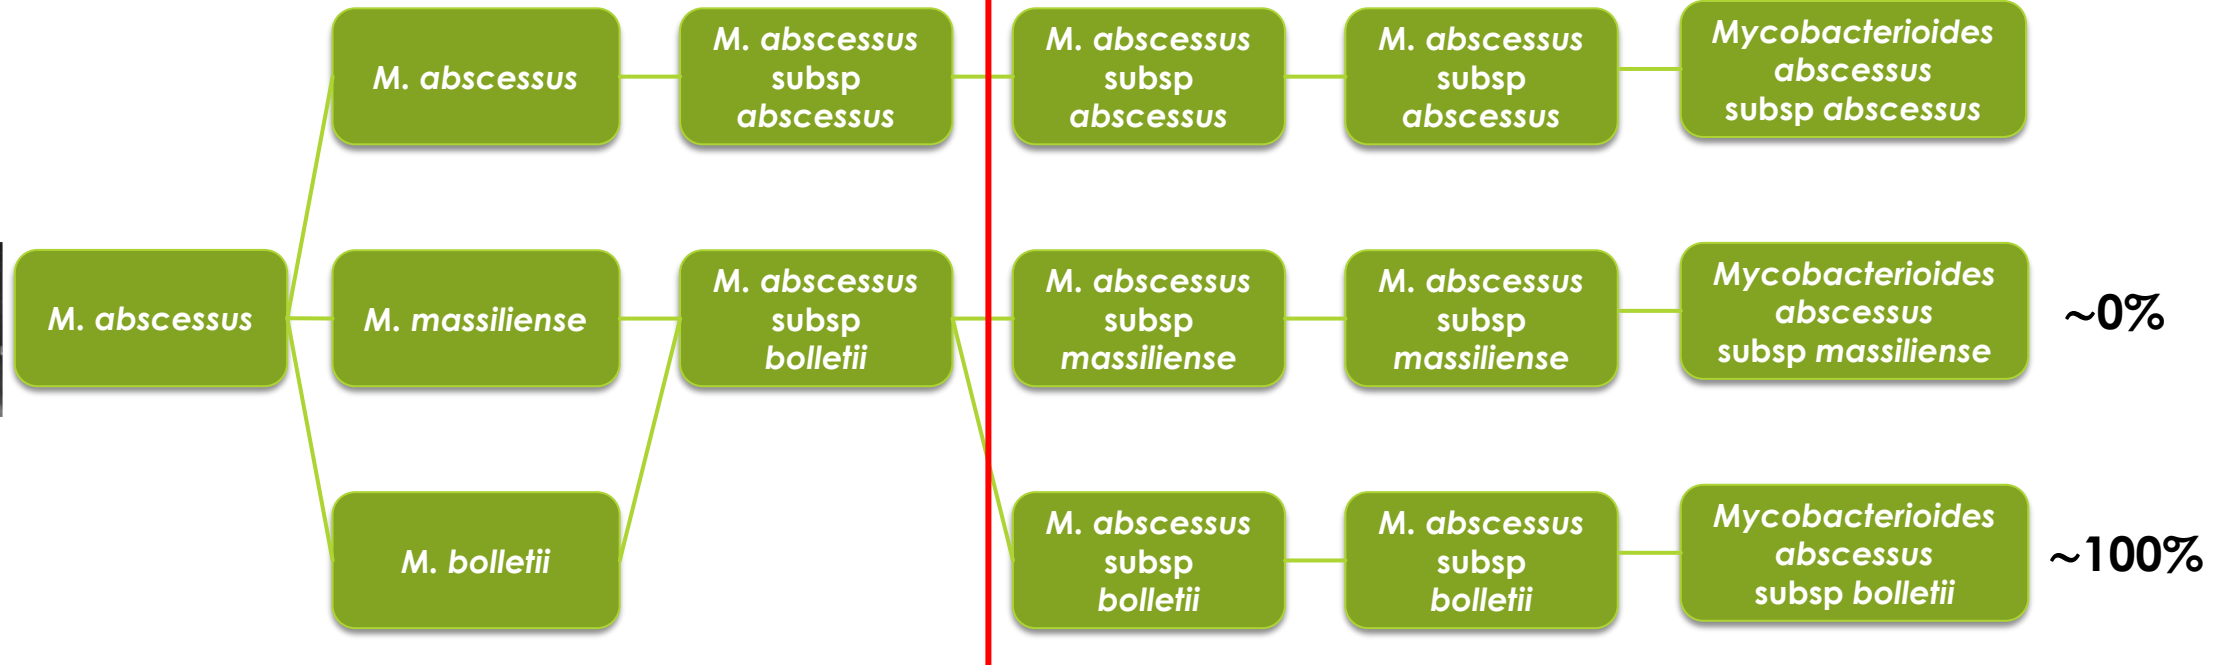 M. abscessus
M. abscessus
M. massiliense
M. bolletii
M. abscessus
subsp
abscessus
M. abscessus
subsp
bolletii
M. abscessus
subsp
abscessus
M. abscessus
subsp
massiliense
M. abscessus
subsp
bolletii
M. abscessus
subsp
abscessus
M. abscessus
subsp
massiliense
M. abscessus
subsp
bolletii
Mycobacterioides
abscessus
subsp abscessus
Mycobacterioides
abscessus
subsp massiliense
Mycobacterioides
abscessus
subsp bolletii
~0%
~100%